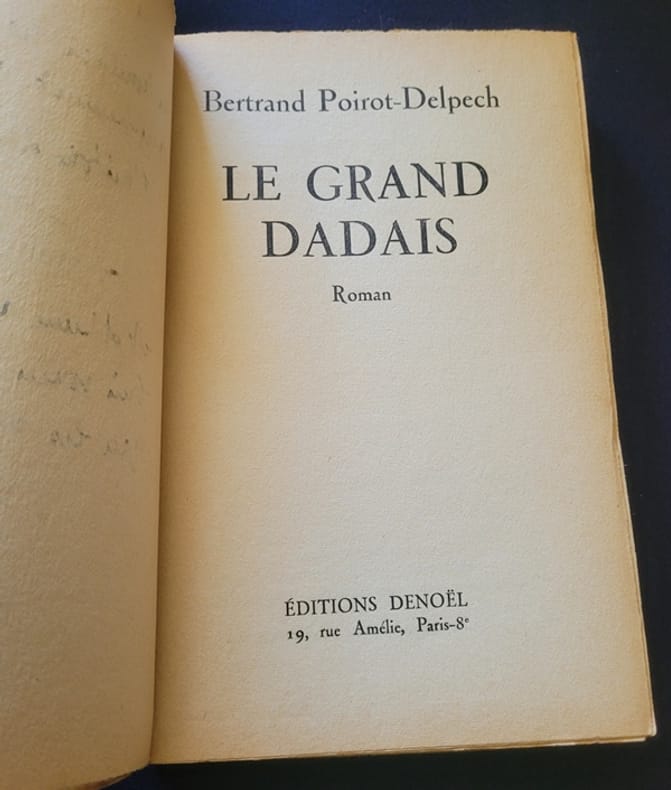 Bertrand Poirot-Delpech
LE GRAND
DADAIS
Roman
ÉDITIONS DENOËL
19, rue Amélie, Paris-8ᵉ